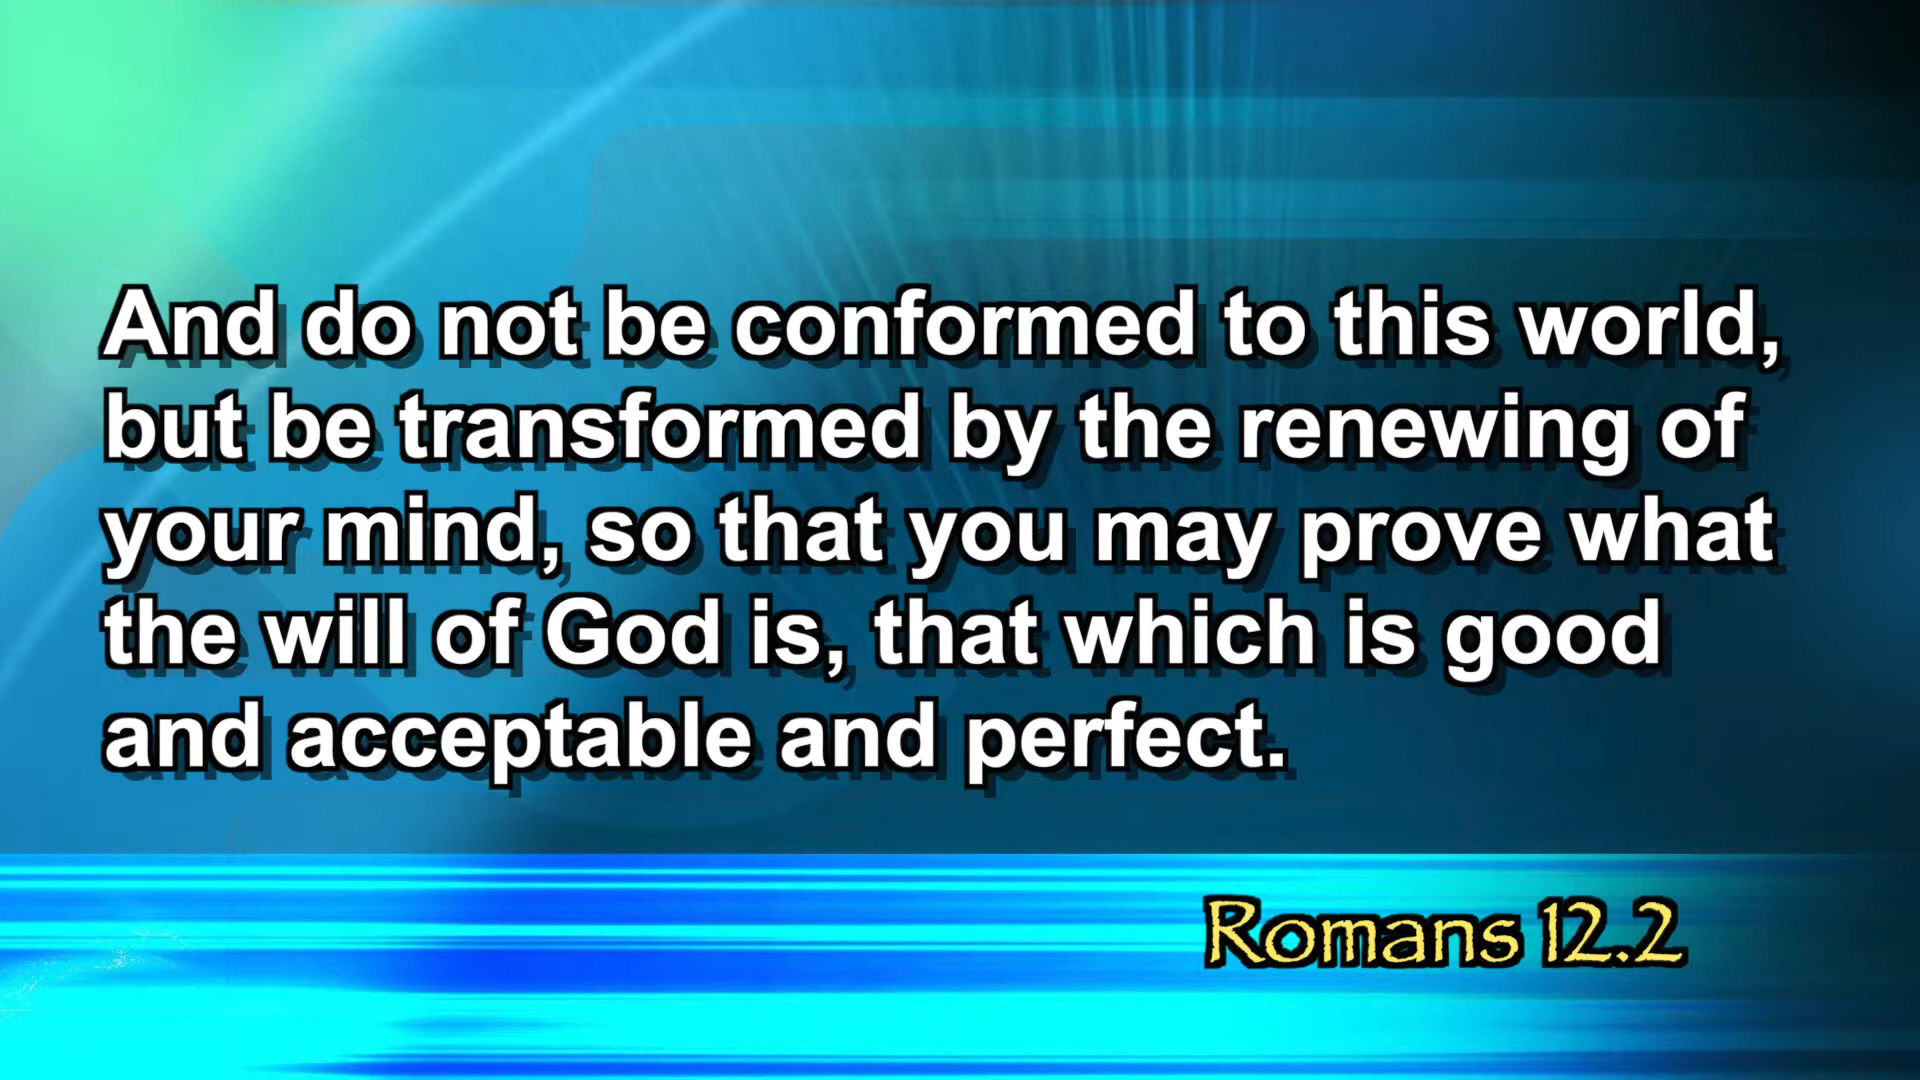 And do not be conformed to this world,
but be transformed by the renewing of
your mind, so that you may prove what
the will of God is, that which is good
and acceptable and perfect.
Romans 12.2